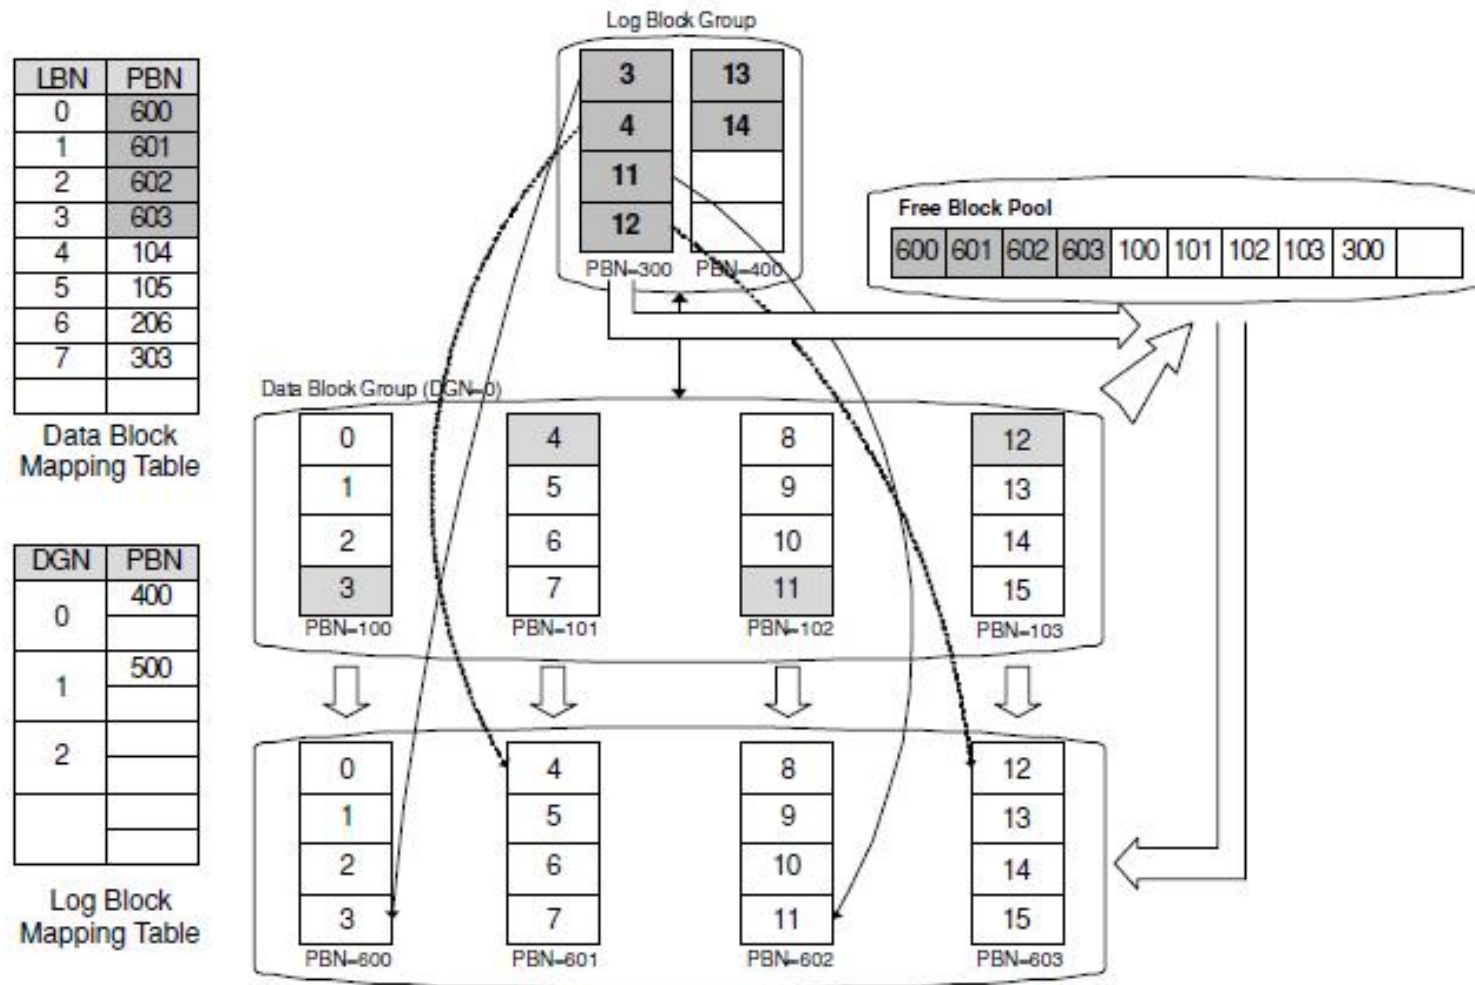 Log Block Group
3 13
4 14
11
12
PBN=300 PBN=400
LBN PBN
0 600
1 601
2 602
3 603
4 104
5 105
6 206
7 303
Data Block
Mapping Table
Free Block Pool
600 601 602 603 100 101 102 103 300
Data Block Group (DGN=0)
0 4 8 12
1 5 9 13
2 6 10 14
3 7 11 15
PBN=100 PBN=101 PBN=102 PBN=103
DGN PBN
0 400
1 500
2
Log Block
Mapping Table
0 4 8 12
1 5 9 13
2 6 10 14
3 7 11 15
PBN=600 PBN=601 PBN=602 PBN=603